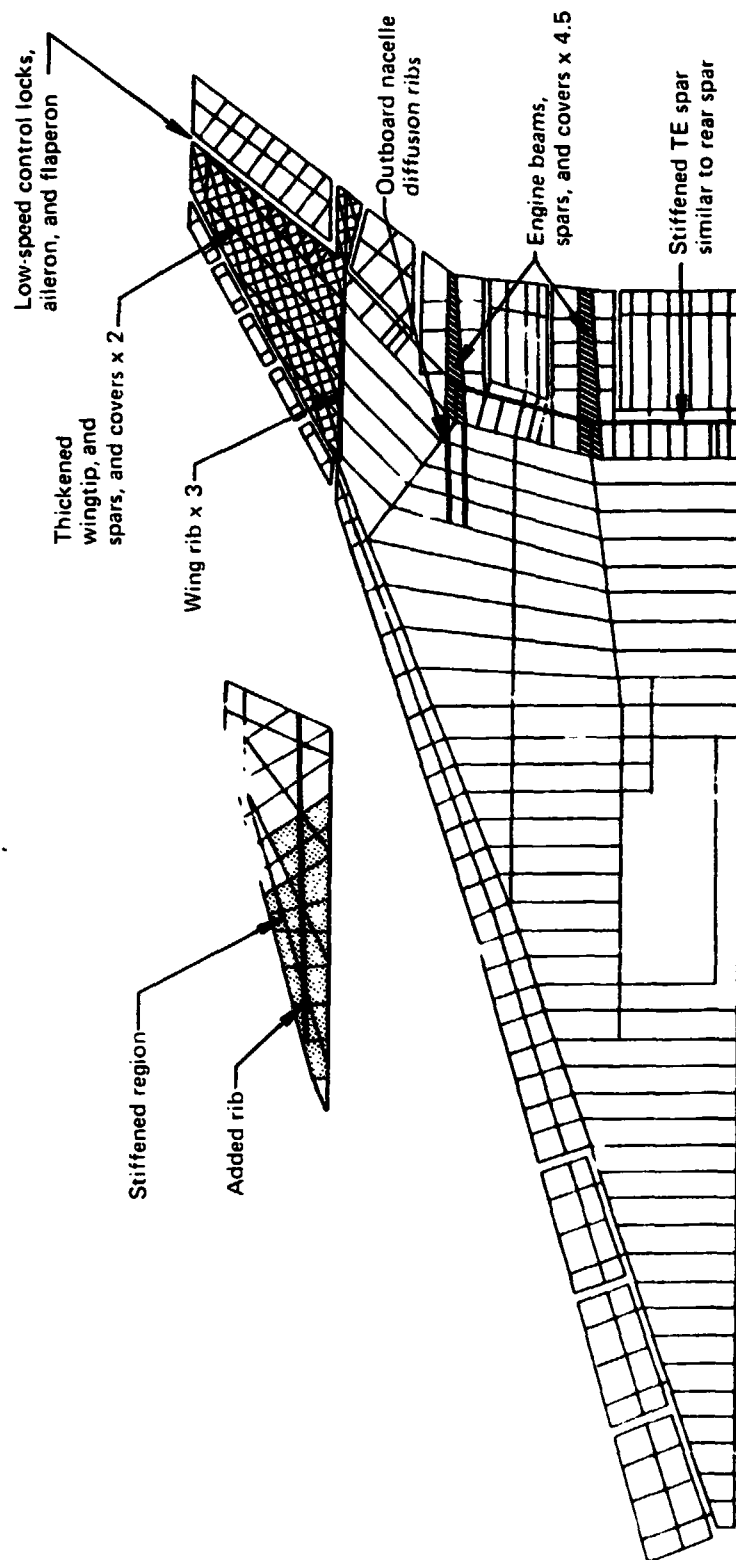 Low-speed control locks,
aileron, and flaperon
Thickened
wingtip, and
spars, and covers x 2
Wing rib x 3
Outboard nacelle
diffusion ribs
Engine beams,
spars, and covers x 4.5
Stiffened TE spar
similar to rear spar
Stiffened region
Added rib